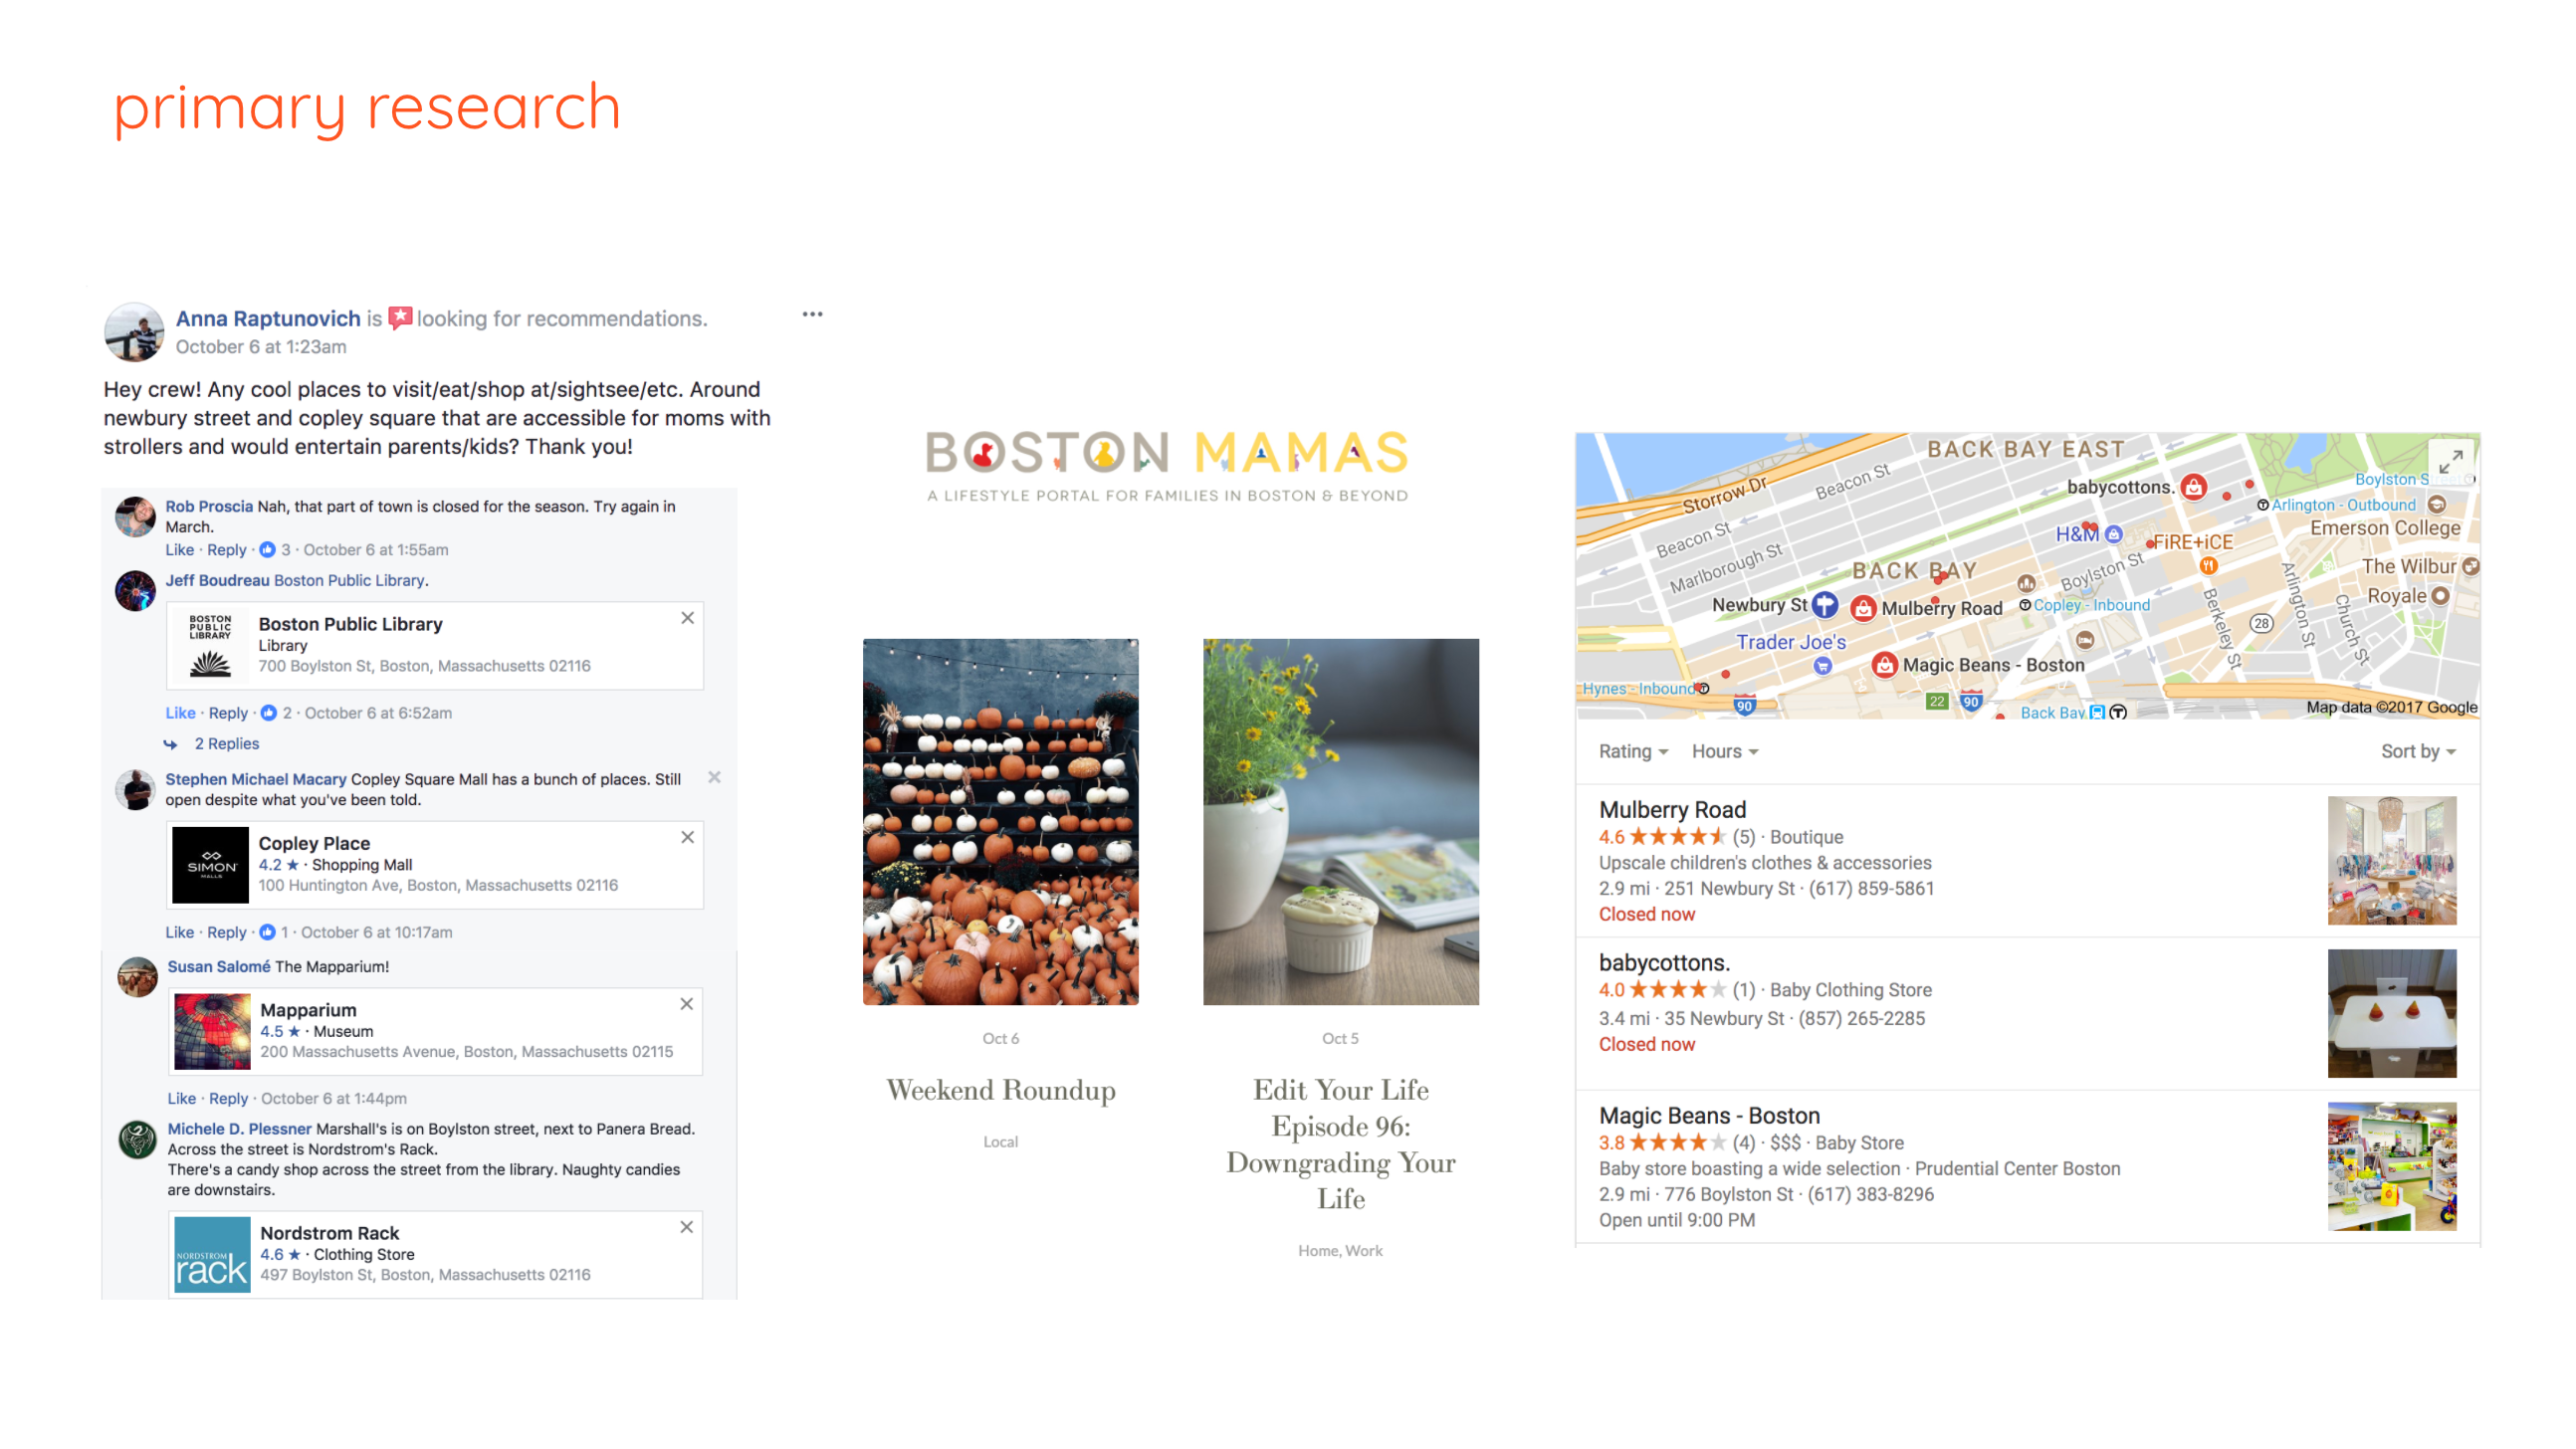 primary research
Anna Raptunovich is looking for recommendations.
October 6 at 1:23am
Hey crew! Any cool places to visit/eat/shop at/sightsee/etc. Around
newbury street and copley square that are accessible for moms with
strollers and would entertain parents/kids? Thank you!
Rob Proscia Nah, that part of town is closed for the season. Try again in
March.
Like · Reply · 3 · October 6 at 1:55am
Jeff Boudreau Boston Public Library.
BOSTON
PUBLIC
LIBRARY
Boston Public Library
Library
700 Boylston St, Boston, Massachusetts 02116
Like · Reply · 2 · October 6 at 6:52am
2 Replies
Stephen Michael Macary Copley Square Mall has a bunch of places. Still
open despite what you've been told.
SIMON
MALLS
Copley Place
4.2 ★ · Shopping Mall
100 Huntington Ave, Boston, Massachusetts 02116
Like · Reply · 1 · October 6 at 10:17am
Susan Salomé The Mapparium!
Mapparium
4.5 ★ · Museum
200 Massachusetts Avenue, Boston, Massachusetts 02115
Like · Reply · October 6 at 1:44pm
Michele D. Plessner Marshall's is on Boylston street, next to Panera Bread.
Across the street is Nordstrom's Rack.
There's a candy shop across the street from the library. Naughty candies
are downstairs.
NORDSTROM
rack
Nordstrom Rack
4.6 ★ · Clothing Store
497 Boylston St, Boston, Massachusetts 02116
BOSTON MAMAS
A LIFESTYLE PORTAL FOR FAMILIES IN BOSTON & BEYOND
Oct 6
Weekend Roundup
Local
Oct 5
Edit Your Life
Episode 96:
Downgrading Your
Life
Home, Work
BACK BAY EAST
Storrow Dr
Beacon St
babycottons.
Boylston S
Arlington - Outbound
Emerson College
Beacon St
H&M
FiRE+iCE
Marlborough St
BACK BAY
Boylston St
The Wilbur
Royale
Newbury St
Mulberry Road
Copley - Inbound
Berkeley St
Arlington St
Church St
28
Trader Joe's
Magic Beans - Boston
Hynes - Inbound
90
22
90
Back Bay
Map data ©2017 Google
Rating
Hours
Sort by
Mulberry Road
4.6 ★★★★★ (5) · Boutique
Upscale children's clothes & accessories
2.9 mi · 251 Newbury St · (617) 859-5861
Closed now
babycottons.
4.0 ★★★★★ (1) · Baby Clothing Store
3.4 mi · 35 Newbury St · (857) 265-2285
Closed now
Magic Beans - Boston
3.8 ★★★★★ (4) · $$$ · Baby Store
Baby store boasting a wide selection · Prudential Center Boston
2.9 mi · 776 Boylston St · (617) 383-8296
Open until 9:00 PM